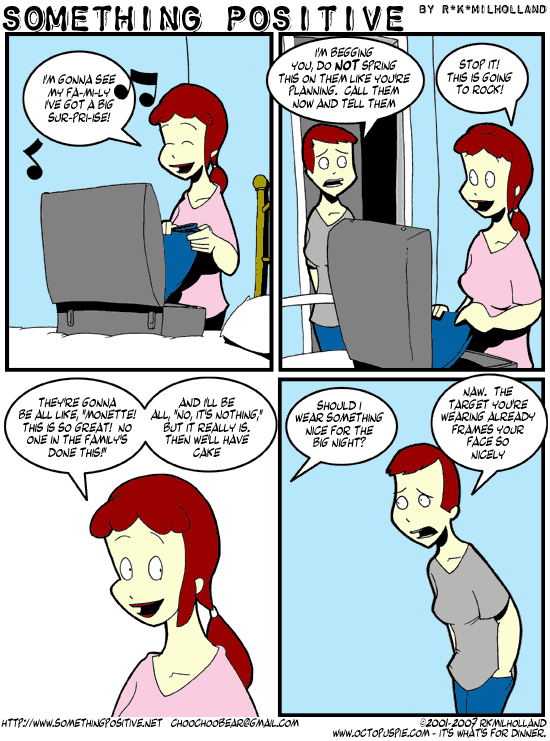 SOMETHING POSITIVE BY R*K*MILHOLLAND
I'M GONNA SEE
MY FA-MI-LY
I'VE GOT A BIG
SUR-PRI-ISE!
I'M BEGGING
YOU, DO NOT SPRING
THIS ON THEM LIKE YOU'RE
PLANNING. CALL THEM
NOW AND TELL THEM
STOP IT!
THIS IS GOING
TO ROCK!
THEY'RE GONNA
BE ALL LIKE, "MONETTE!
THIS IS SO GREAT! NO
ONE IN THE FAMILY'S
DONE THIS!"
AND I'LL BE
ALL, "NO, IT'S NOTHING,"
BUT IT REALLY IS.
THEN WE'LL HAVE
CAKE
SHOULD I
WEAR SOMETHING
NICE FOR THE
BIG NIGHT?
NAW. THE
TARGET YOU'RE
WEARING ALREADY
FRAMES YOUR
FACE SO
NICELY
HTTP://WWW.SOMETHINGPOSITIVE.NET CHOOCHOOBEAR@GMAIL.COM
©2001-2007 RKMILHOLLAND
WWW.OCTOPUSPIE.COM - IT'S WHAT'S FOR DINNER.